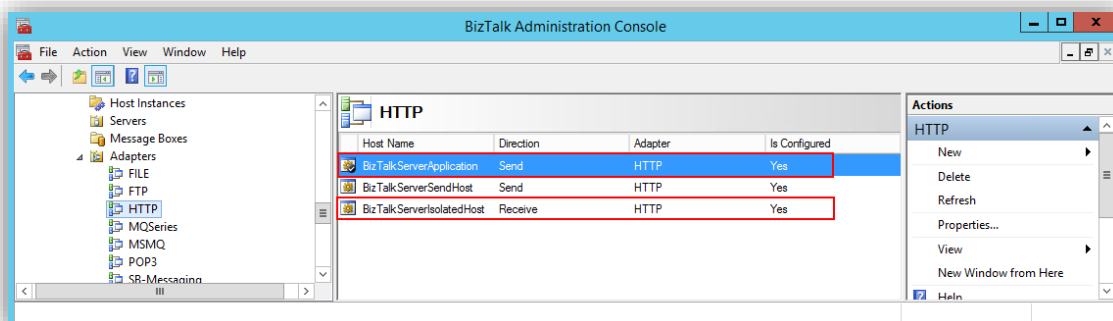 BizTalk Administration Console
File Action View Window Help
Host Instances
Servers
Message Boxes
Adapters
FILE
FTP
HTTP
MQSeries
MSMQ
POP3
SB-Messaging
HTTP
Host Name Direction Adapter Is Configured
BizTalkServerApplication Send HTTP Yes
BizTalkServerSendHost Send HTTP Yes
BizTalkServerIsolatedHost Receive HTTP Yes
Actions
HTTP
New
Delete
Refresh
Properties...
View
New Window from Here
Help